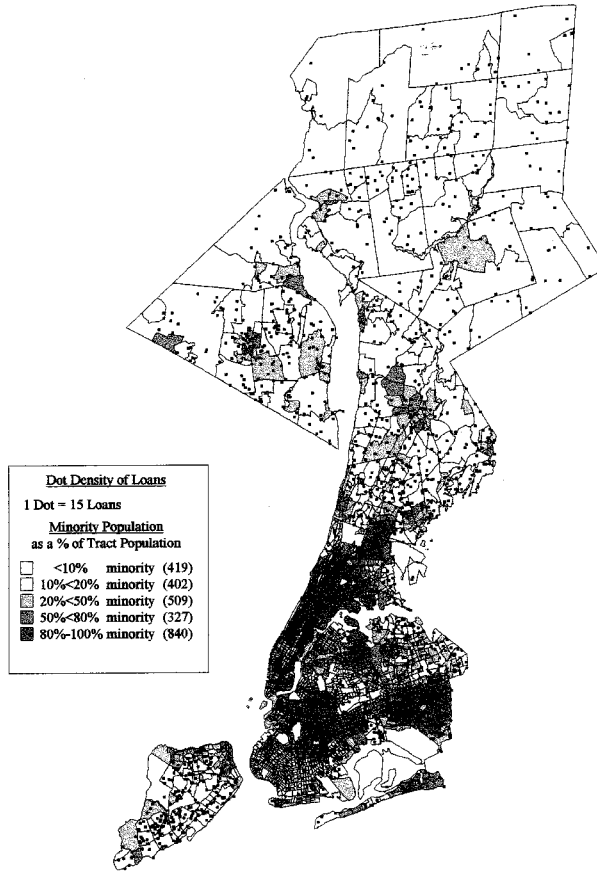 Dot Density of Loans
1 Dot = 15 Loans
Minority Population
as a % of Tract Population
<10% minority (419)
10%<20% minority (402)
20%<50% minority (509)
50%<80% minority (327)
80%-100% minority (840)